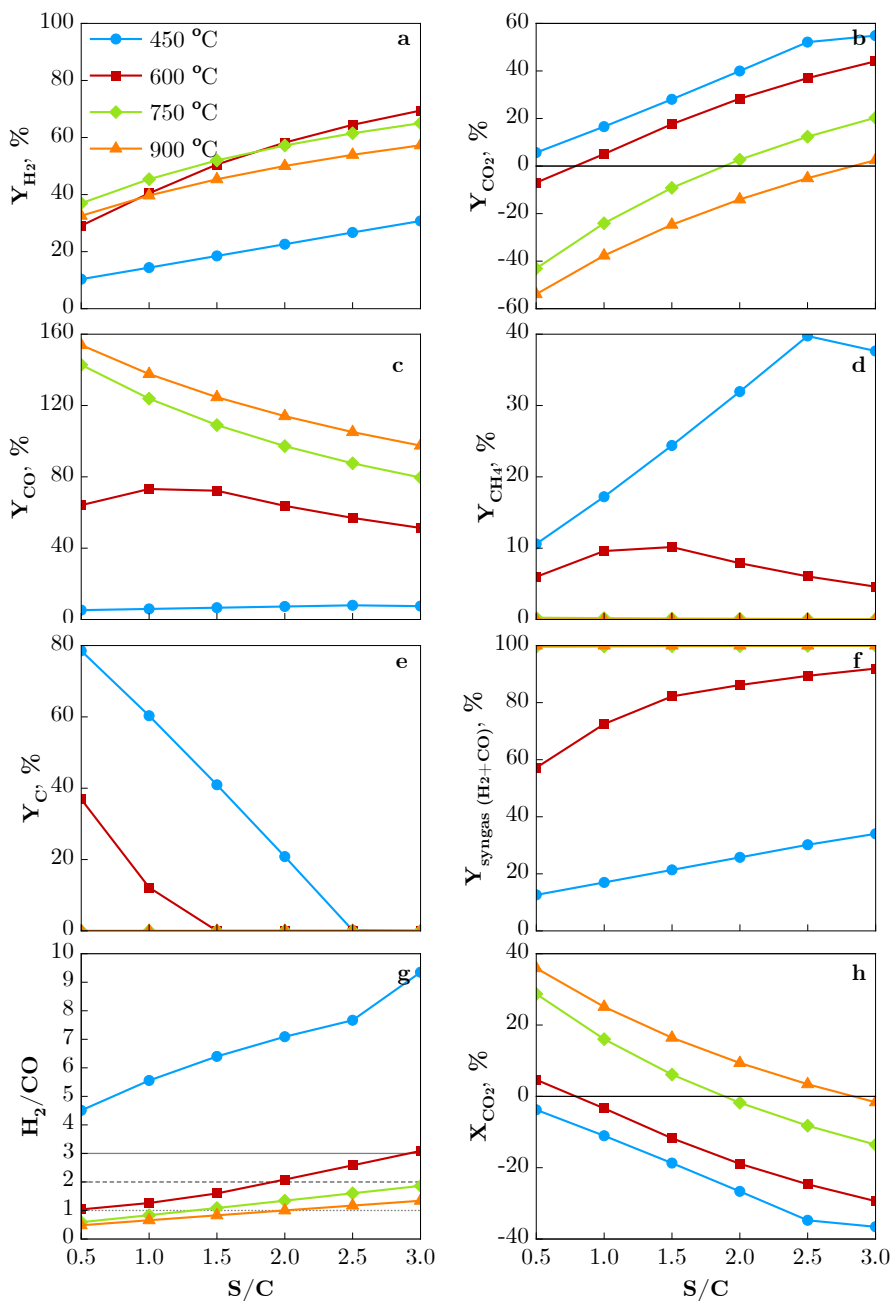 a
450 °C
600 °C
750 °C
900 °C
100
80
60
40
20
0
Y_H2, %
b
60
40
20
0
-20
-40
-60
Y_CO2, %
c
160
120
80
40
0
Y_CO, %
d
40
30
20
10
0
Y_CH4, %
e
80
60
40
20
0
Y_C, %
f
100
80
60
40
20
0
Y_syngas (H2+CO), %
g
10
9
8
7
6
5
4
3
2
1
0
H_2/CO
0.5 1.0 1.5 2.0 2.5 3.0
S/C
h
40
20
0
-20
-40
X_CO2, %
0.5 1.0 1.5 2.0 2.5 3.0
S/C